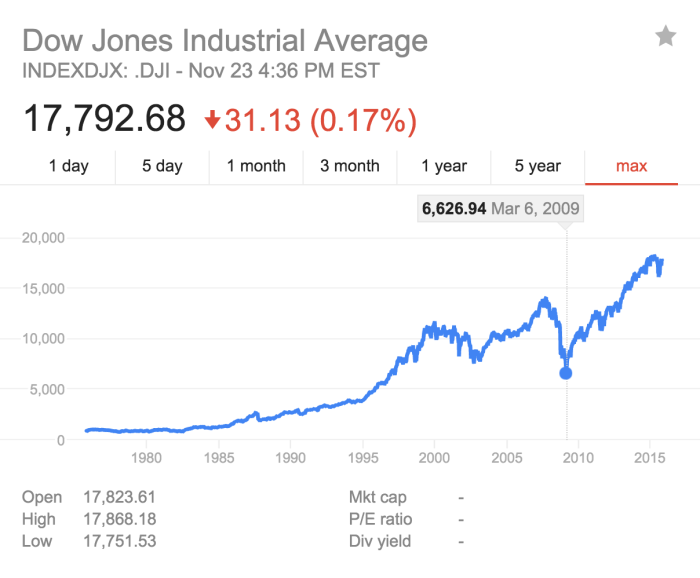 Dow Jones Industrial Average
INDEXDJX: .DJI - Nov 23 4:36 PM EST
17,792.68 31.13 (0.17%)
1 day 5 day 1 month 3 month 1 year 5 year max
6,626.94 Mar 6, 2009
20,000
15,000
10,000
5,000
0
1980 1985 1990 1995 2000 2005 2010 2015
Open 17,823.61 Mkt cap -
High 17,868.18 P/E ratio -
Low 17,751.53 Div yield -